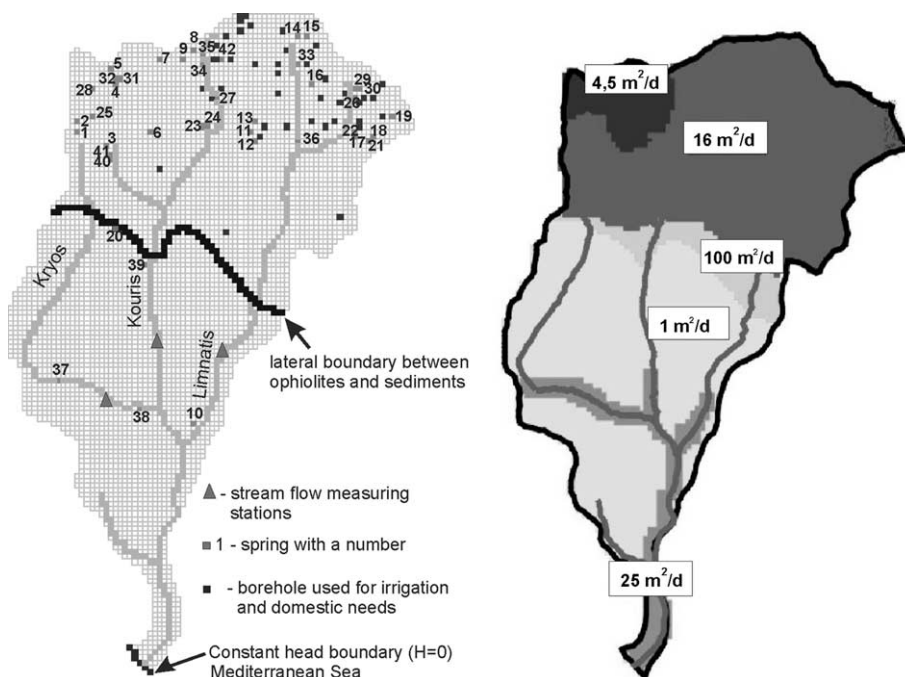 14 15
8
9 35 42
7
33
5
34
32 31
16
29
28
4
30
27
26
25
24
13
19
2
23
11
22
18
1
3
6
12
36
17
21
41
40
20
39
Kryos
Kouris
Limnatis
lateral boundary between
ophiolites and sediments
37
38
10
- stream flow measuring
stations
1 - spring with a number
- borehole used for irrigation
and domestic needs
Constant head boundary (H=0)
Mediterranean Sea
4,5 m²/d
16 m²/d
100 m²/d
1 m²/d
25 m²/d